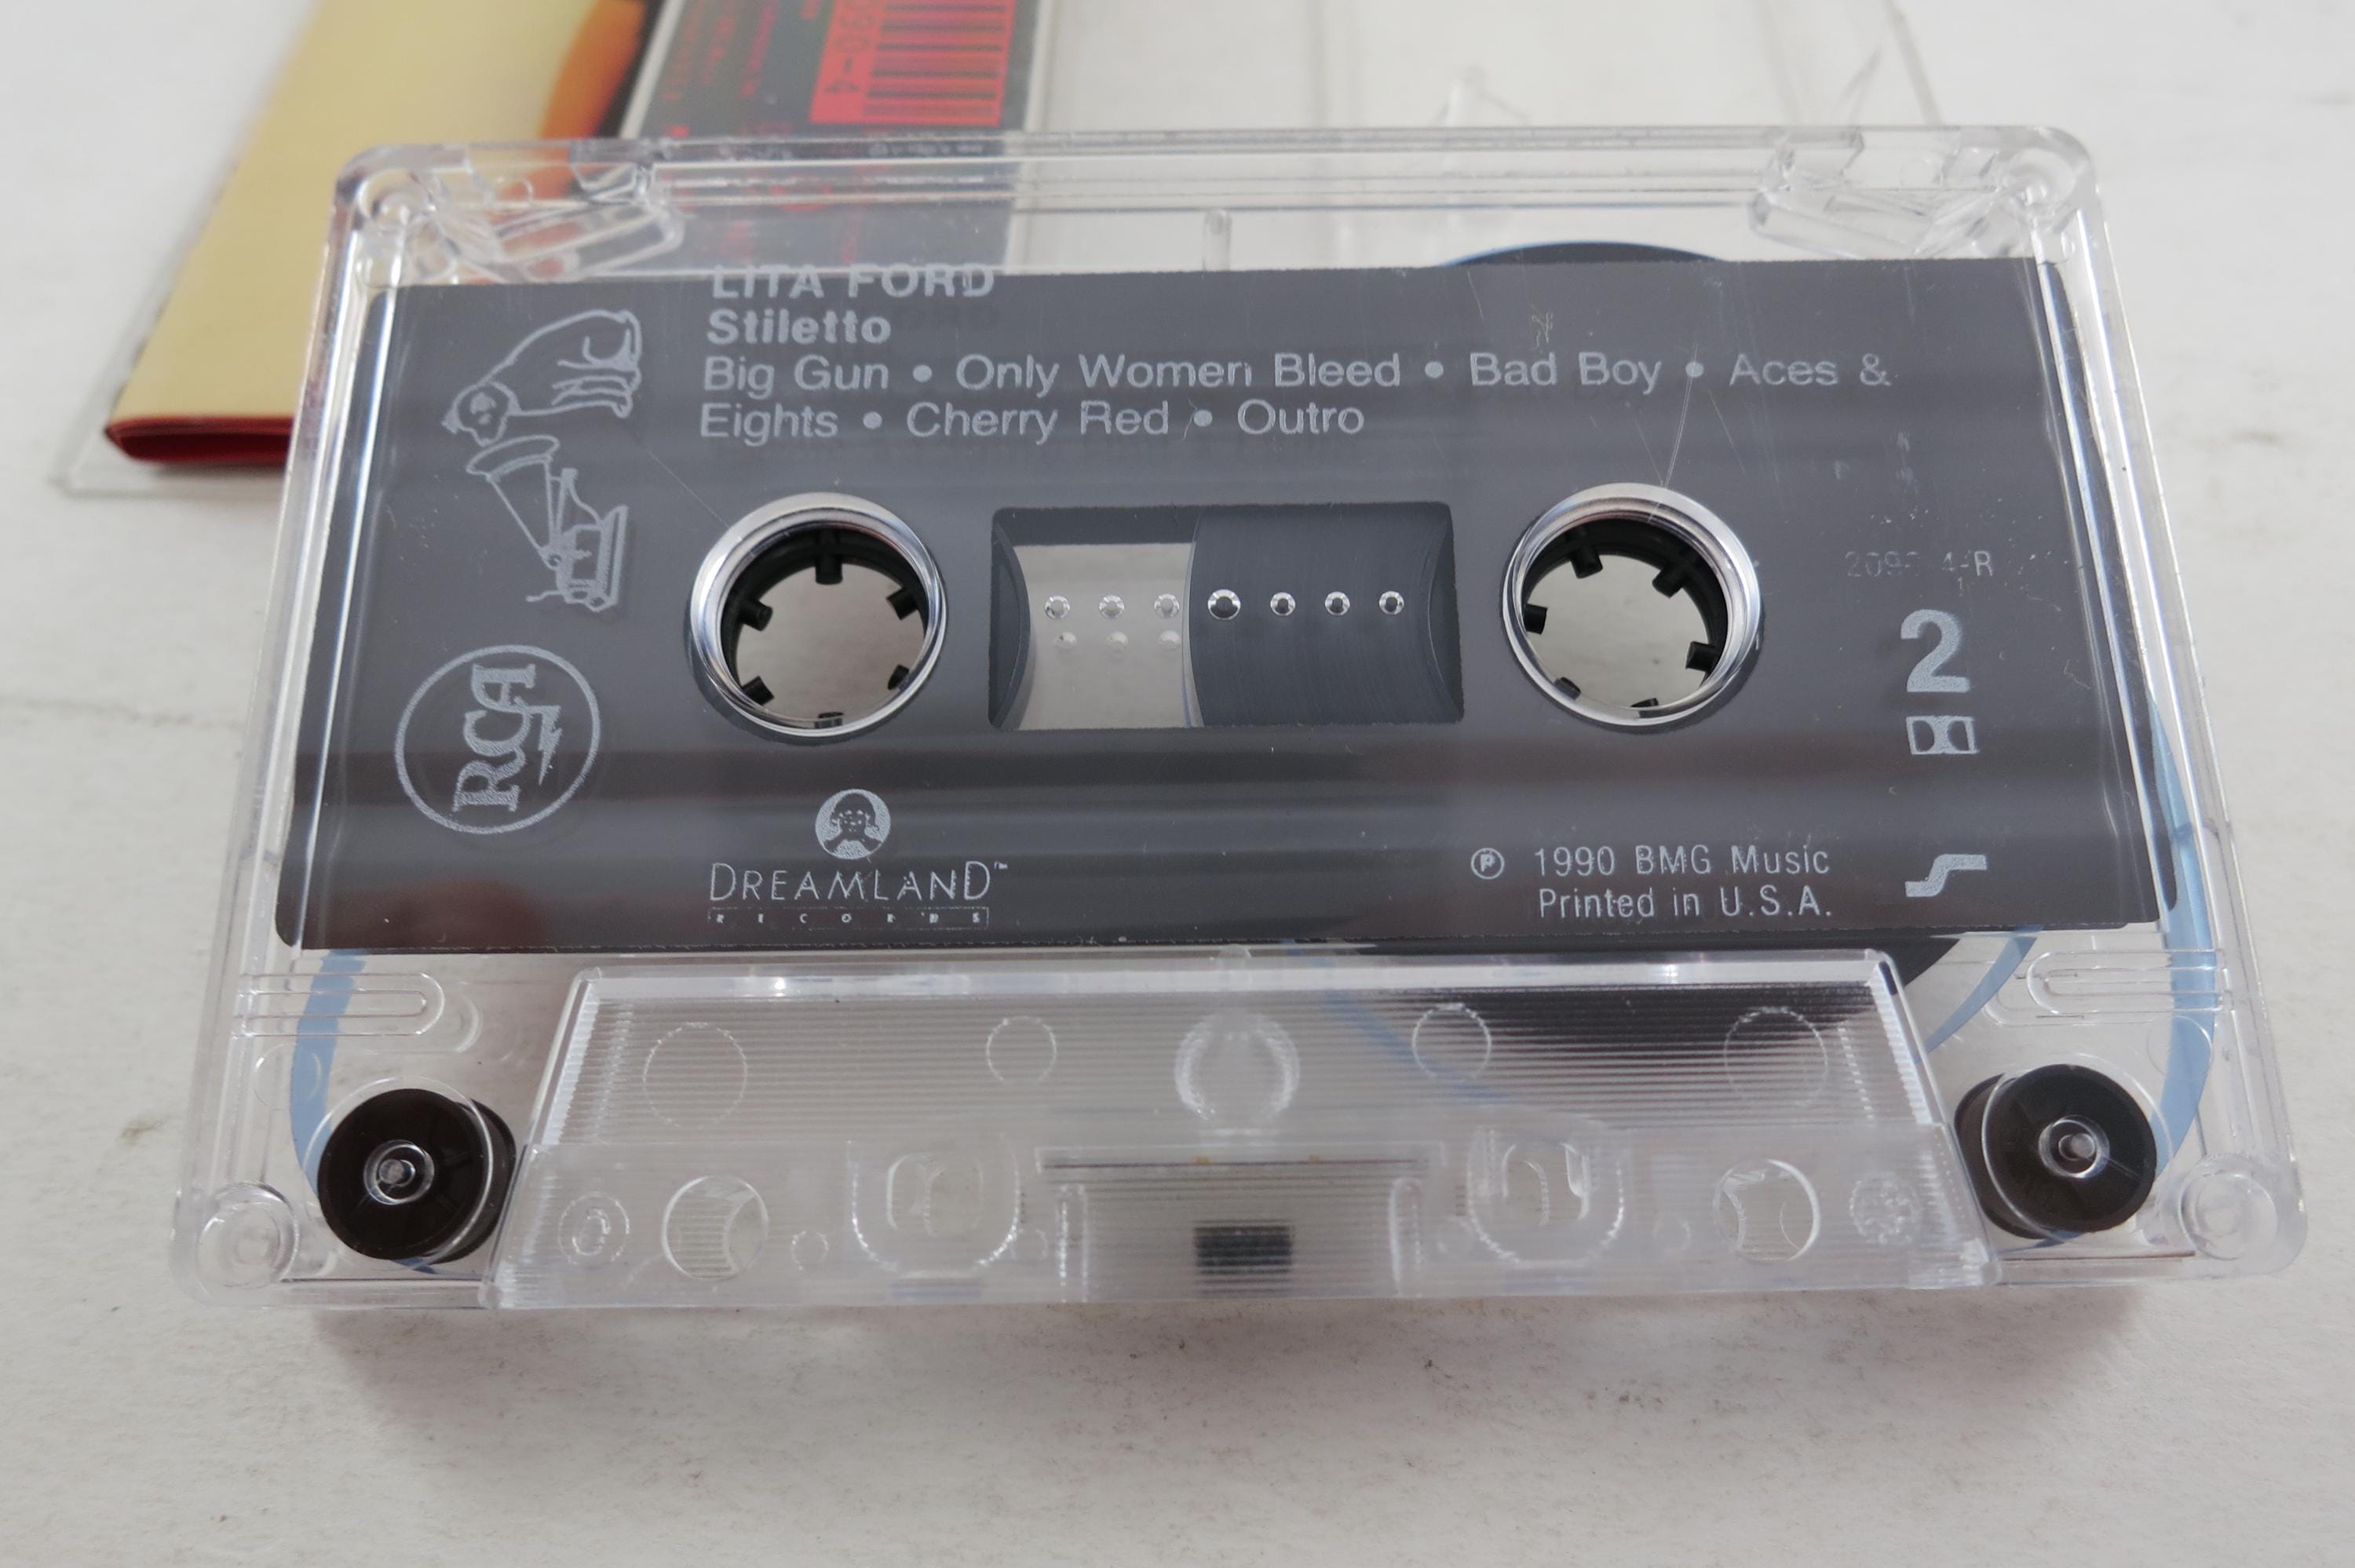 LITA FORD
Stiletto
Big Gun • Only Women Bleed • Bad Boy • Aces &
Eights • Cherry Red • Outro
2
RCA
DREAMLAND™
RECORDS
Ⓟ 1990 BMG Music
Printed in U.S.A.